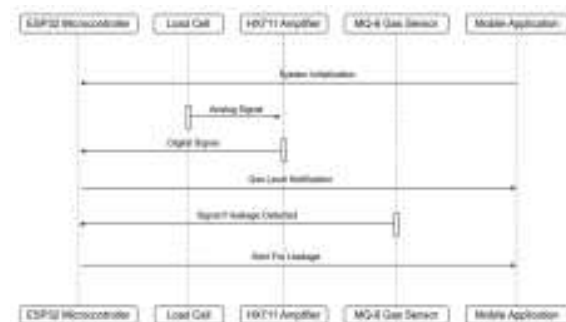 ESP32 Microcontroller
Load Cell
HX711 Amplifier
MQ-6 Gas Sensor
Mobile Application
System Initialization
Analog Signal
Digital Signal
Gas Level Notification
Signal if leakage Detected
Alert For Leakage
ESP32 Microcontroller
Load Cell
HX711 Amplifier
MQ-6 Gas Sensor
Mobile Application